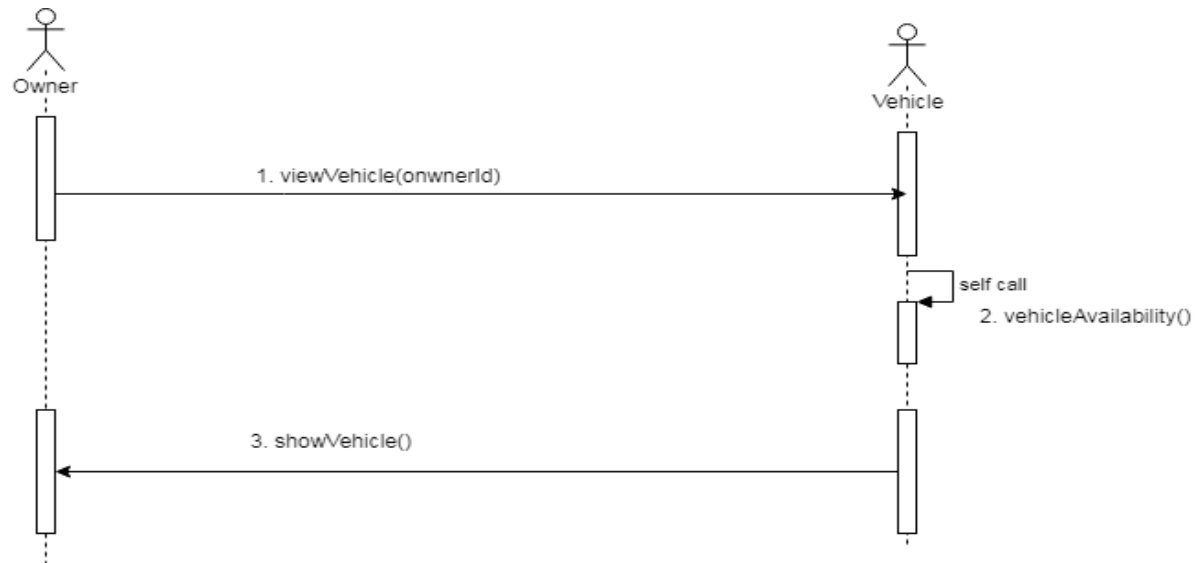 Owner
Vehicle
1. viewVehicle(onwnerId)
self call
2. vehicleAvailability()
3. showVehicle()